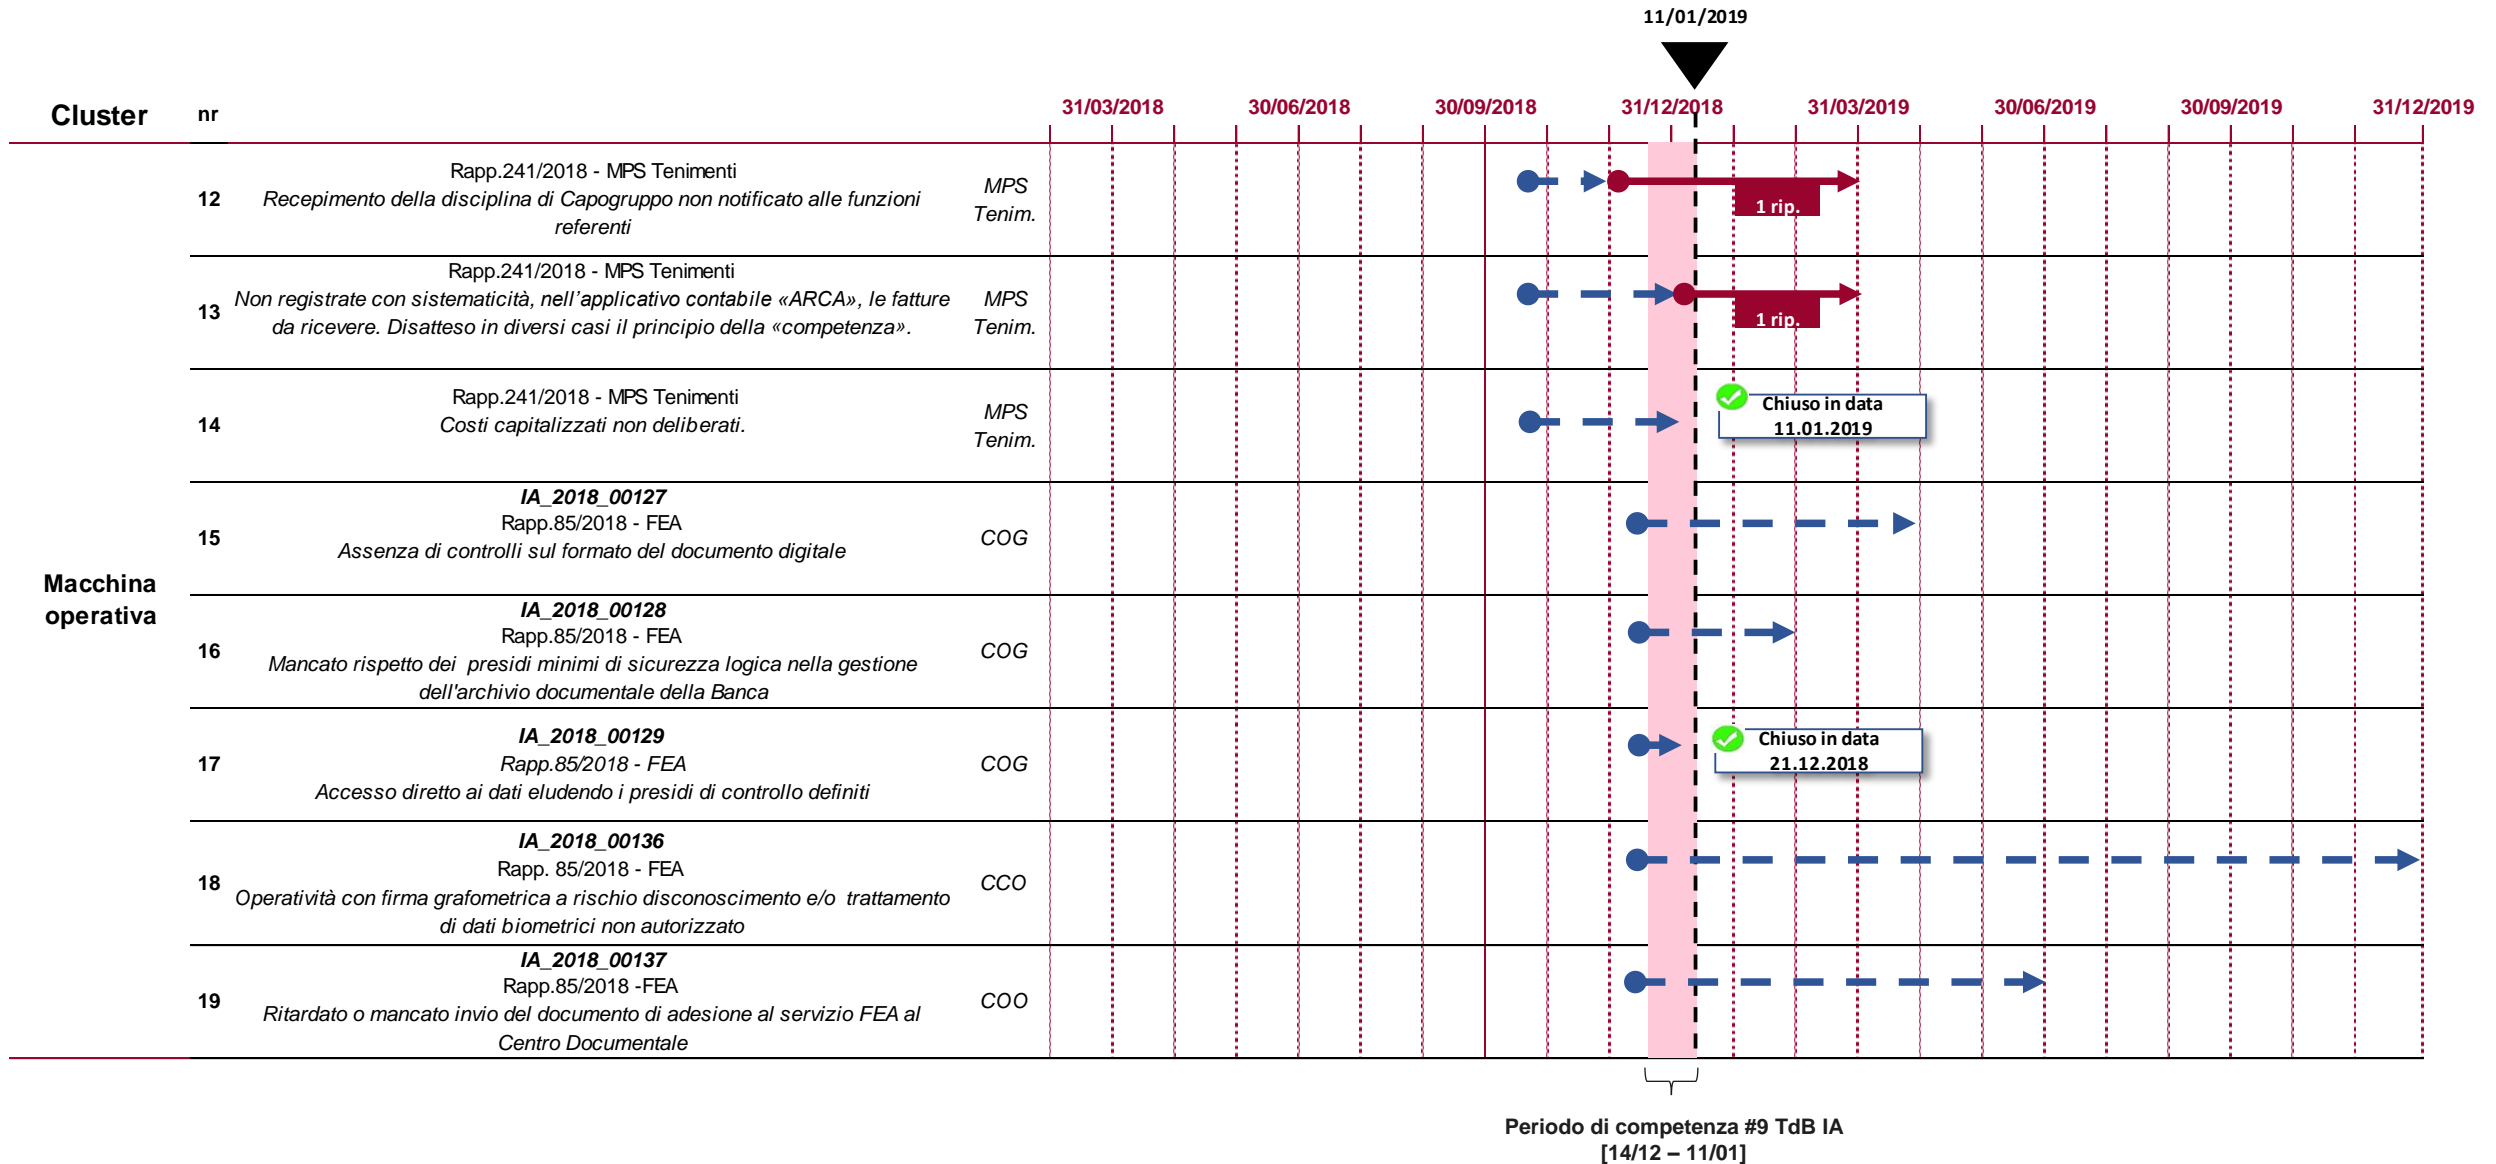 11/01/2019
Cluster nr
31/03/2018 30/06/2018 30/09/2018 31/12/2018 31/03/2019 30/06/2019 30/09/2019 31/12/2019
Rapp.241/2018 - MPS Tenimenti
12 Recepimento della disciplina di Capogruppo non notificato alle funzioni
referenti
MPS
Tenim.
1 rip.
Rapp.241/2018 - MPS Tenimenti
Non registrate con sistematicità, nell’applicativo contabile «ARCA», le fatture
13 da ricevere. Disatteso in diversi casi il principio della «competenza».
MPS
Tenim.
1 rip.
Rapp.241/2018 - MPS Tenimenti
14 Costi capitalizzati non deliberati.
MPS
Tenim.
Chiuso in data
11.01.2019
IA_2018_00127
Rapp.85/2018 - FEA
15 Assenza di controlli sul formato del documento digitale
COG
Macchina
operativa
IA_2018_00128
Rapp.85/2018 - FEA
16 Mancato rispetto dei presidi minimi di sicurezza logica nella gestione
dell'archivio documentale della Banca
COG
IA_2018_00129
Rapp.85/2018 - FEA
17 Accesso diretto ai dati eludendo i presidi di controllo definiti
COG
Chiuso in data
21.12.2018
IA_2018_00136
Rapp. 85/2018 - FEA
18 Operatività con firma grafometrica a rischio disconoscimento e/o trattamento
di dati biometrici non autorizzato
CCO
IA_2018_00137
Rapp.85/2018 -FEA
19 Ritardato o mancato invio del documento di adesione al servizio FEA al
Centro Documentale
COO
Periodo di competenza #9 TdB IA
[14/12 – 11/01]